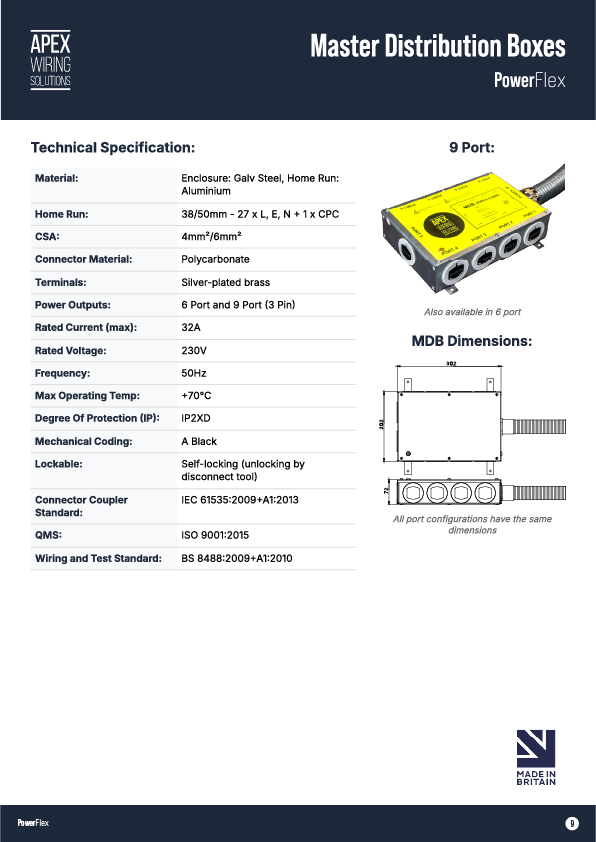 APEX
WIRING
SOLUTIONS
Master Distribution Boxes
PowerFlex
Technical Specification:
Material: Enclosure: Galv Steel, Home Run:
Aluminium
Home Run: 38/50mm - 27 x L, E, N + 1 x CPC
CSA: 4mm²/6mm²
Connector Material: Polycarbonate
Terminals: Silver-plated brass
Power Outputs: 6 Port and 9 Port (3 Pin)
Rated Current (max): 32A
Rated Voltage: 230V
Frequency: 50Hz
Max Operating Temp: +70°C
Degree Of Protection (IP): IP2XD
Mechanical Coding: A Black
Lockable: Self-locking (unlocking by
disconnect tool)
Connector Coupler
Standard: IEC 61535:2009+A1:2013
QMS: ISO 9001:2015
Wiring and Test Standard: BS 8488:2009+A1:2010
9 Port:
MDB
APEX
WIRING
SOLUTIONS
Also available in 6 port
MDB Dimensions:
302
202
72
All port configurations have the same
dimensions
MADE IN
BRITAIN
PowerFlex
9